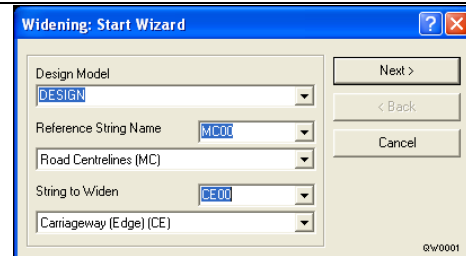 Widening: Start Wizard
Design Model
DESIGN
Reference String Name MC00
Road Centrelines (MC)
String to Widen CE00
Carriageway (Edge) (CE)
Next >
< Back
Cancel
QW0001